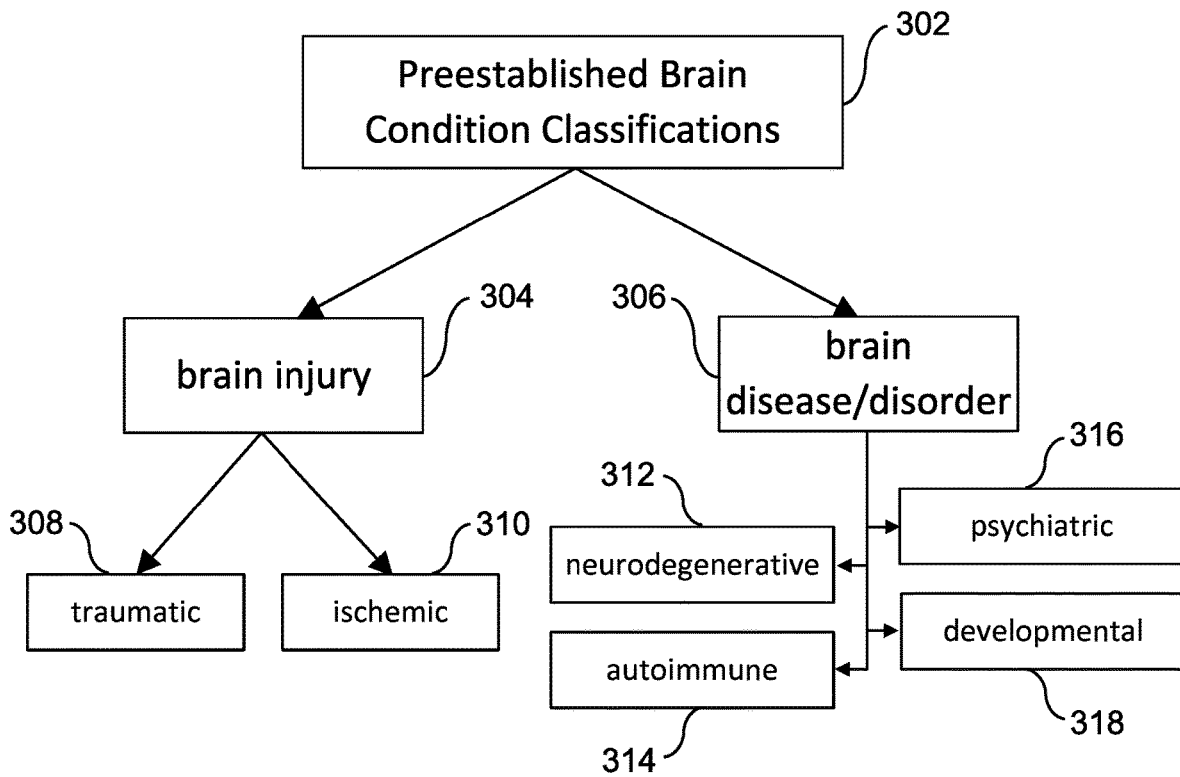 302
Preestablished Brain
Condition Classifications
304
306
brain injury
brain
disease/disorder
316
312
308
310
psychiatric
neurodegenerative
traumatic
ischemic
developmental
autoimmune
318
314